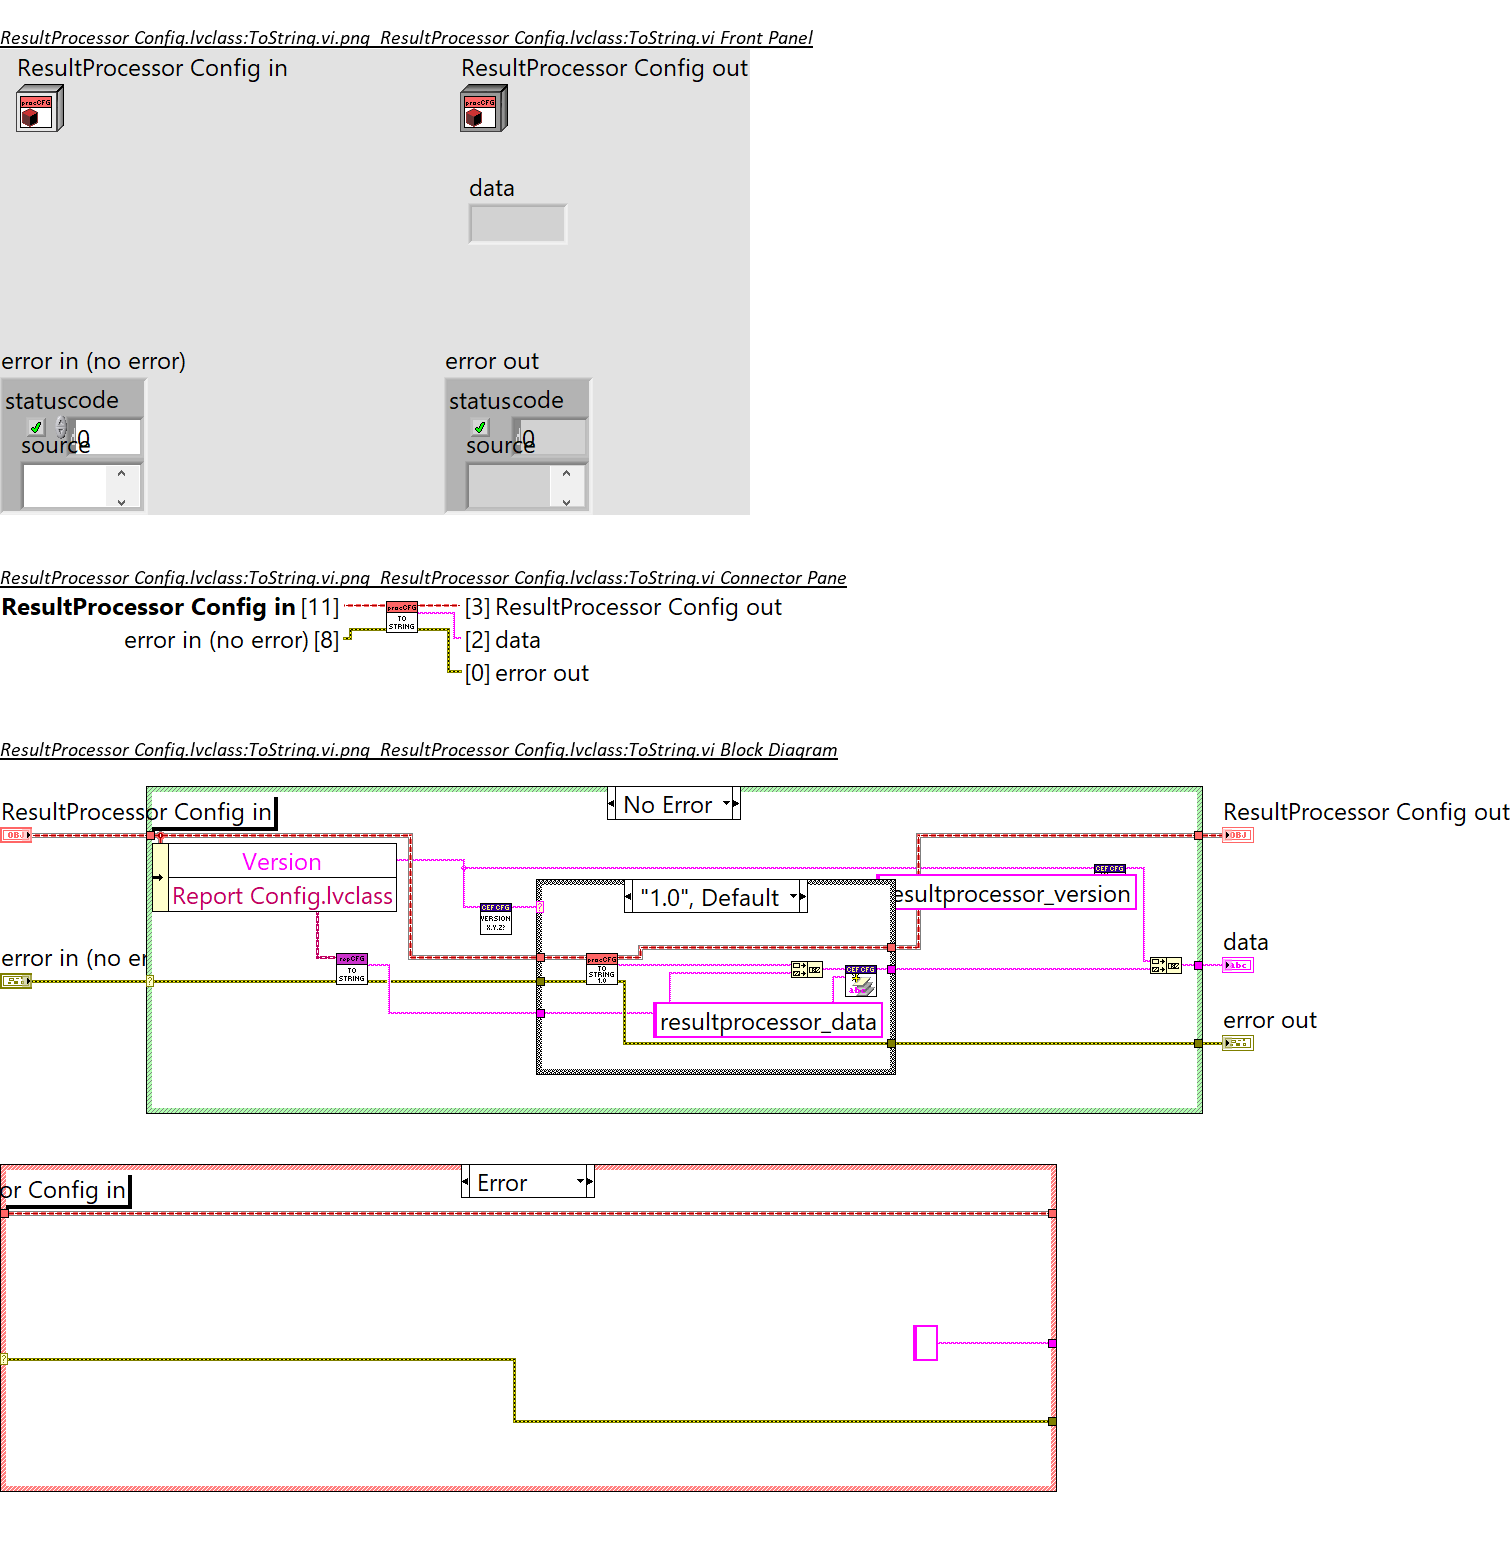 ResultProcessor Config.lvclass:ToString.vi.png  ResultProcessor Config.lvclass:ToString.vi Front Panel
ResultProcessor Config in
ResultProcessor Config out
procCFG
procCFG
data
error in (no error)
error out
status code
status code
0
0
source
source
ResultProcessor Config.lvclass:ToString.vi.png  ResultProcessor Config.lvclass:ToString.vi Connector Pane
ResultProcessor Config in [11]
procCFG
TO
STRING
[3] ResultProcessor Config out
error in (no error) [8]
[2] data
[0] error out
ResultProcessor Config.lvclass:ToString.vi.png  ResultProcessor Config.lvclass:ToString.vi Block Diagram
No Error
ResultProcessor Config in
ResultProcessor Config out
OBJ
OBJ
Version
Report Config.lvclass
CEF CFG
"1.0", Default
esultprocessor_version
CEF CFG
VERSION
X.Y.Z?
data
error in (no er
repCFG
TO
STRING
procCFG
TO
STRING
1.0
CEF CFG
abc
abc
resultprocessor_data
error out
Error
or Config in